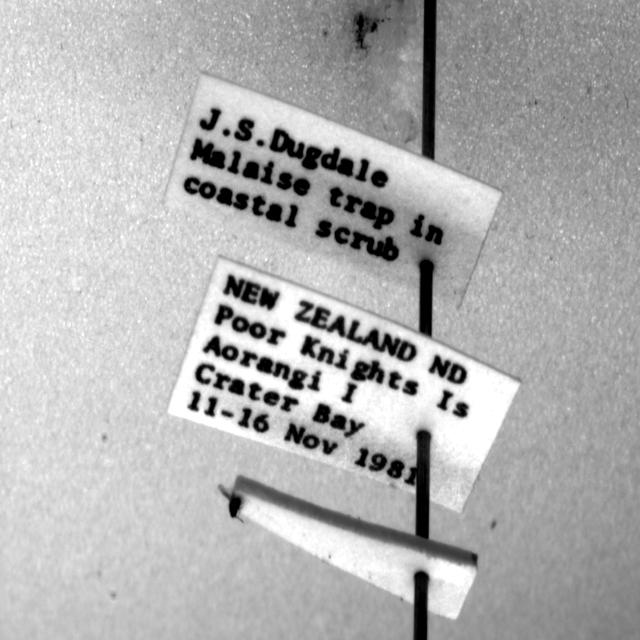 J.S.Dugdale
Malaise trap in
coastal scrub
NEW ZEALAND ND
Poor Knights Is
Aorangi I
Crater Bay
11-16 Nov 1981